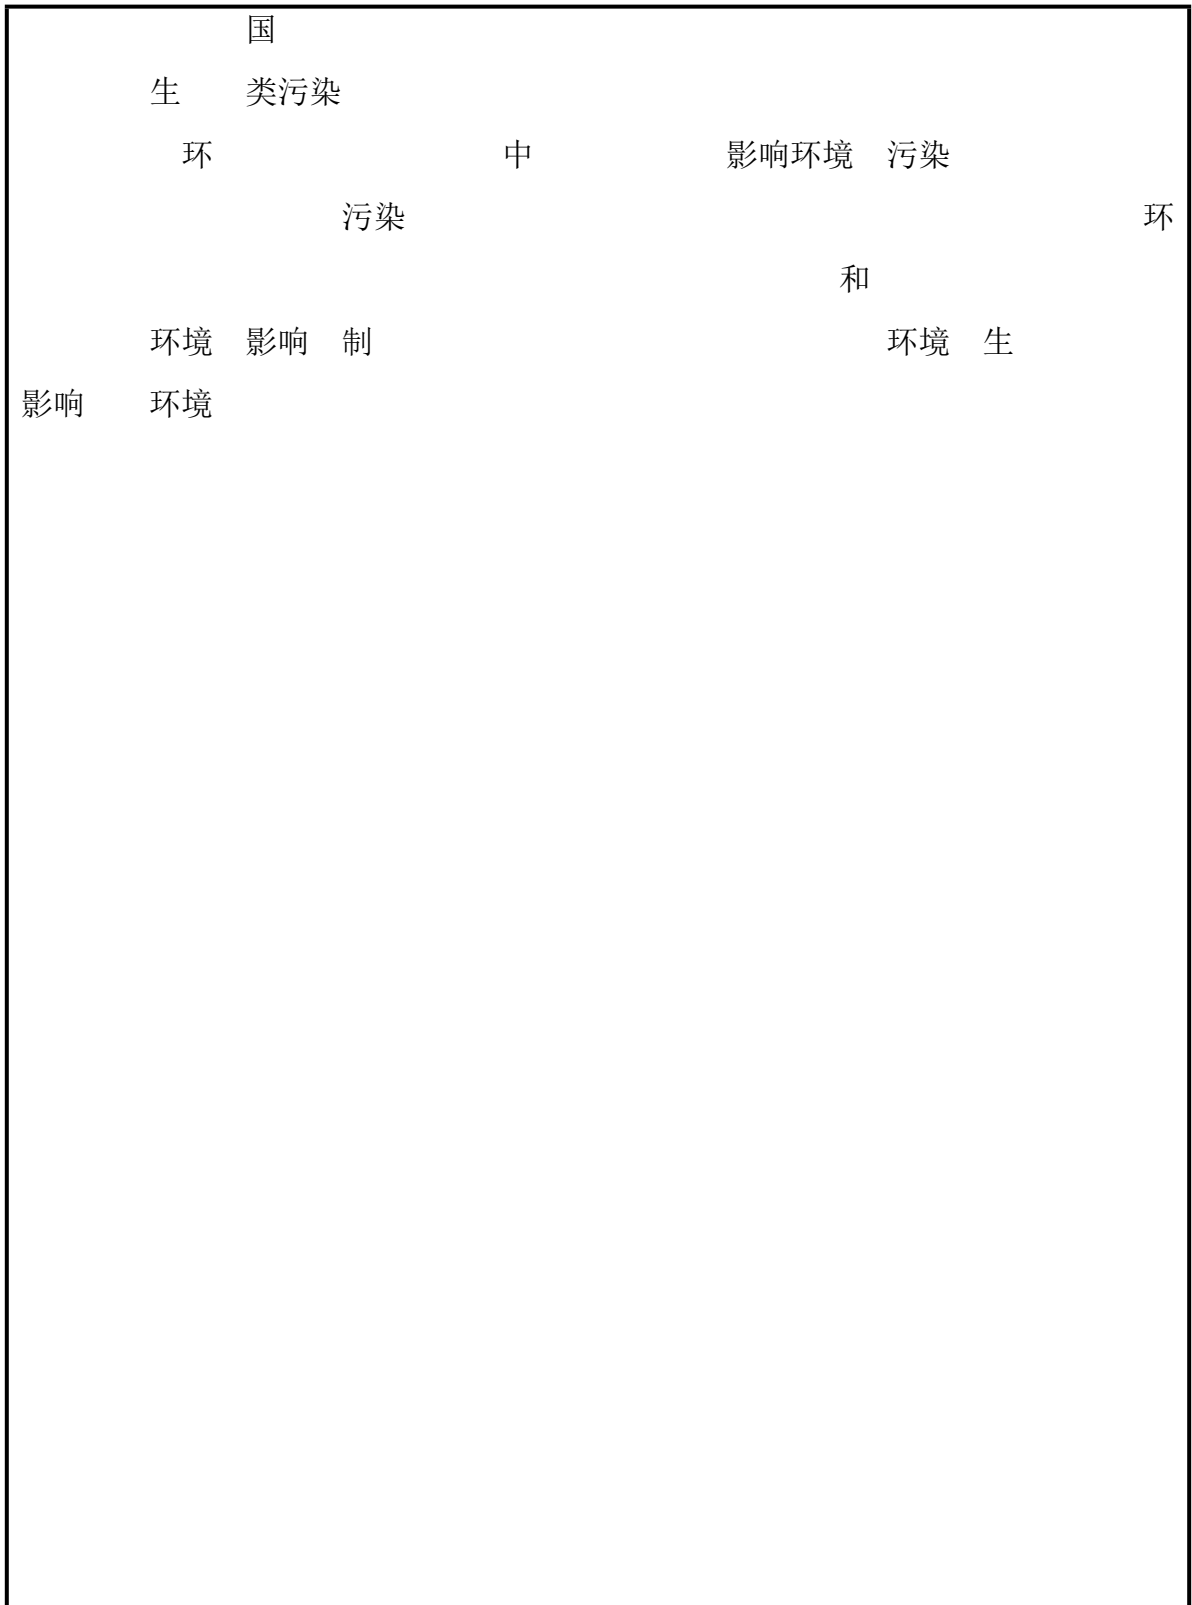 国
生 类污染
环 中 影响环境 污染
污染 环
和
环境 影响 制 环境 生
影响 环境